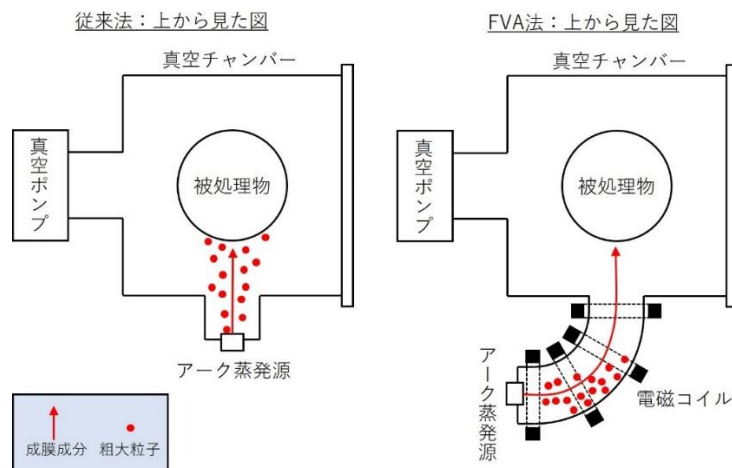 従来法：上から見た図
真空チャンバー
真空ポンプ
被処理物
アーク蒸発源
成膜成分
粗大粒子
FVA法：上から見た図
真空チャンバー
真空ポンプ
被処理物
アーク蒸発源
電磁コイル